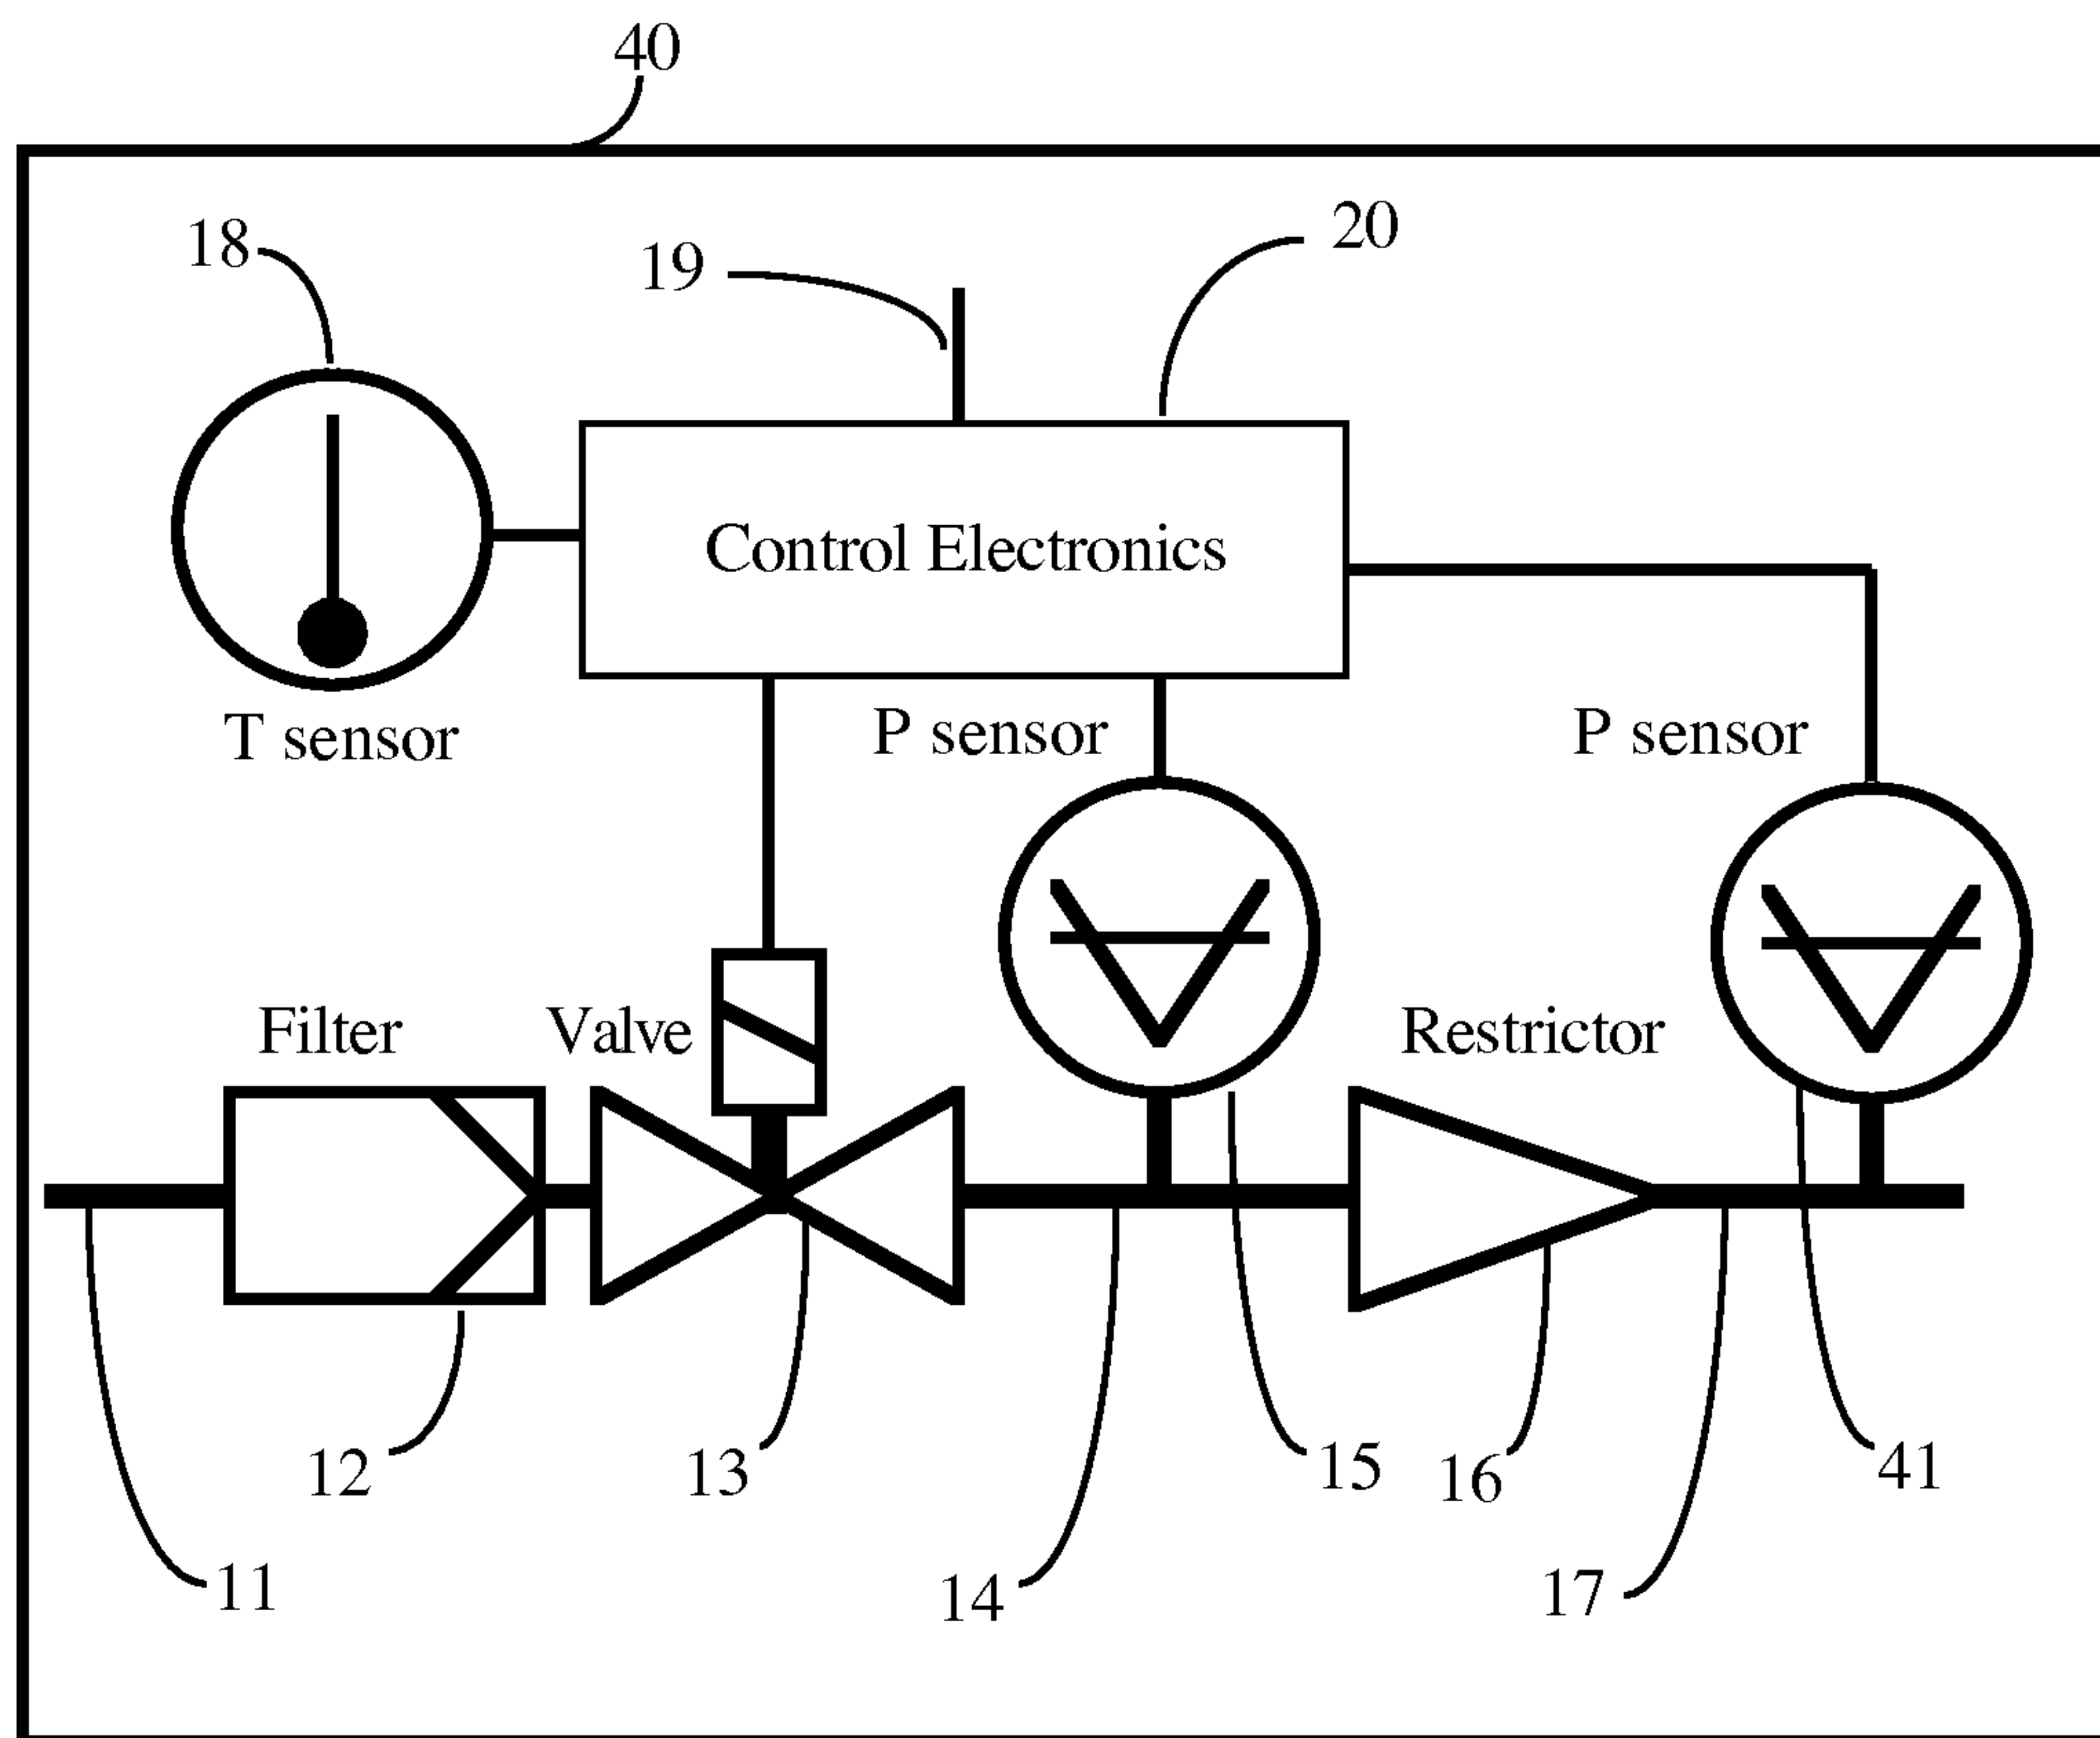 40
18
19
20
Control Electronics
T sensor
P sensor
P sensor
Filter
Valve
Restrictor
12
13
15
16
41
11
14
17